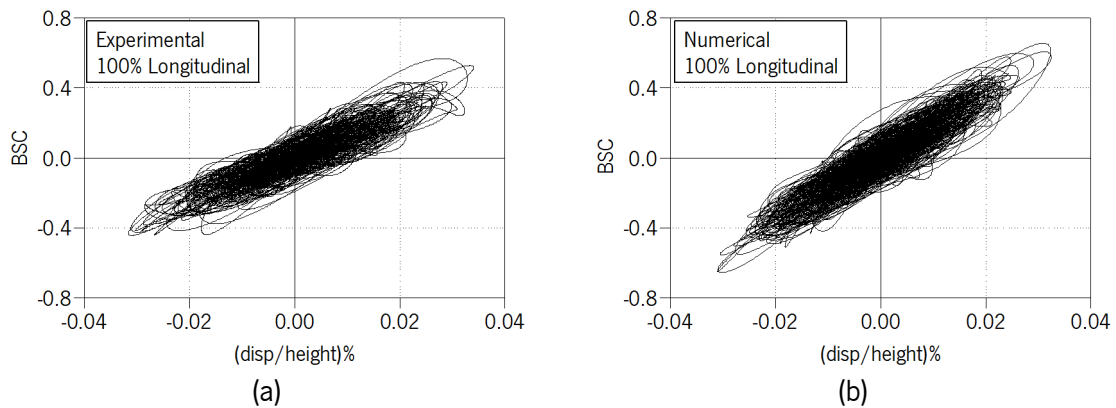 0.8
Experimental
100% Longitudinal
0.4
BSC
0.0
-0.4
-0.8
-0.04
-0.02
0.00
0.02
0.04
(disp/height)%
(a)
0.8
Numerical
100% Longitudinal
0.4
BSC
0.0
-0.4
-0.8
-0.04
-0.02
0.00
0.02
0.04
(disp/height)%
(b)